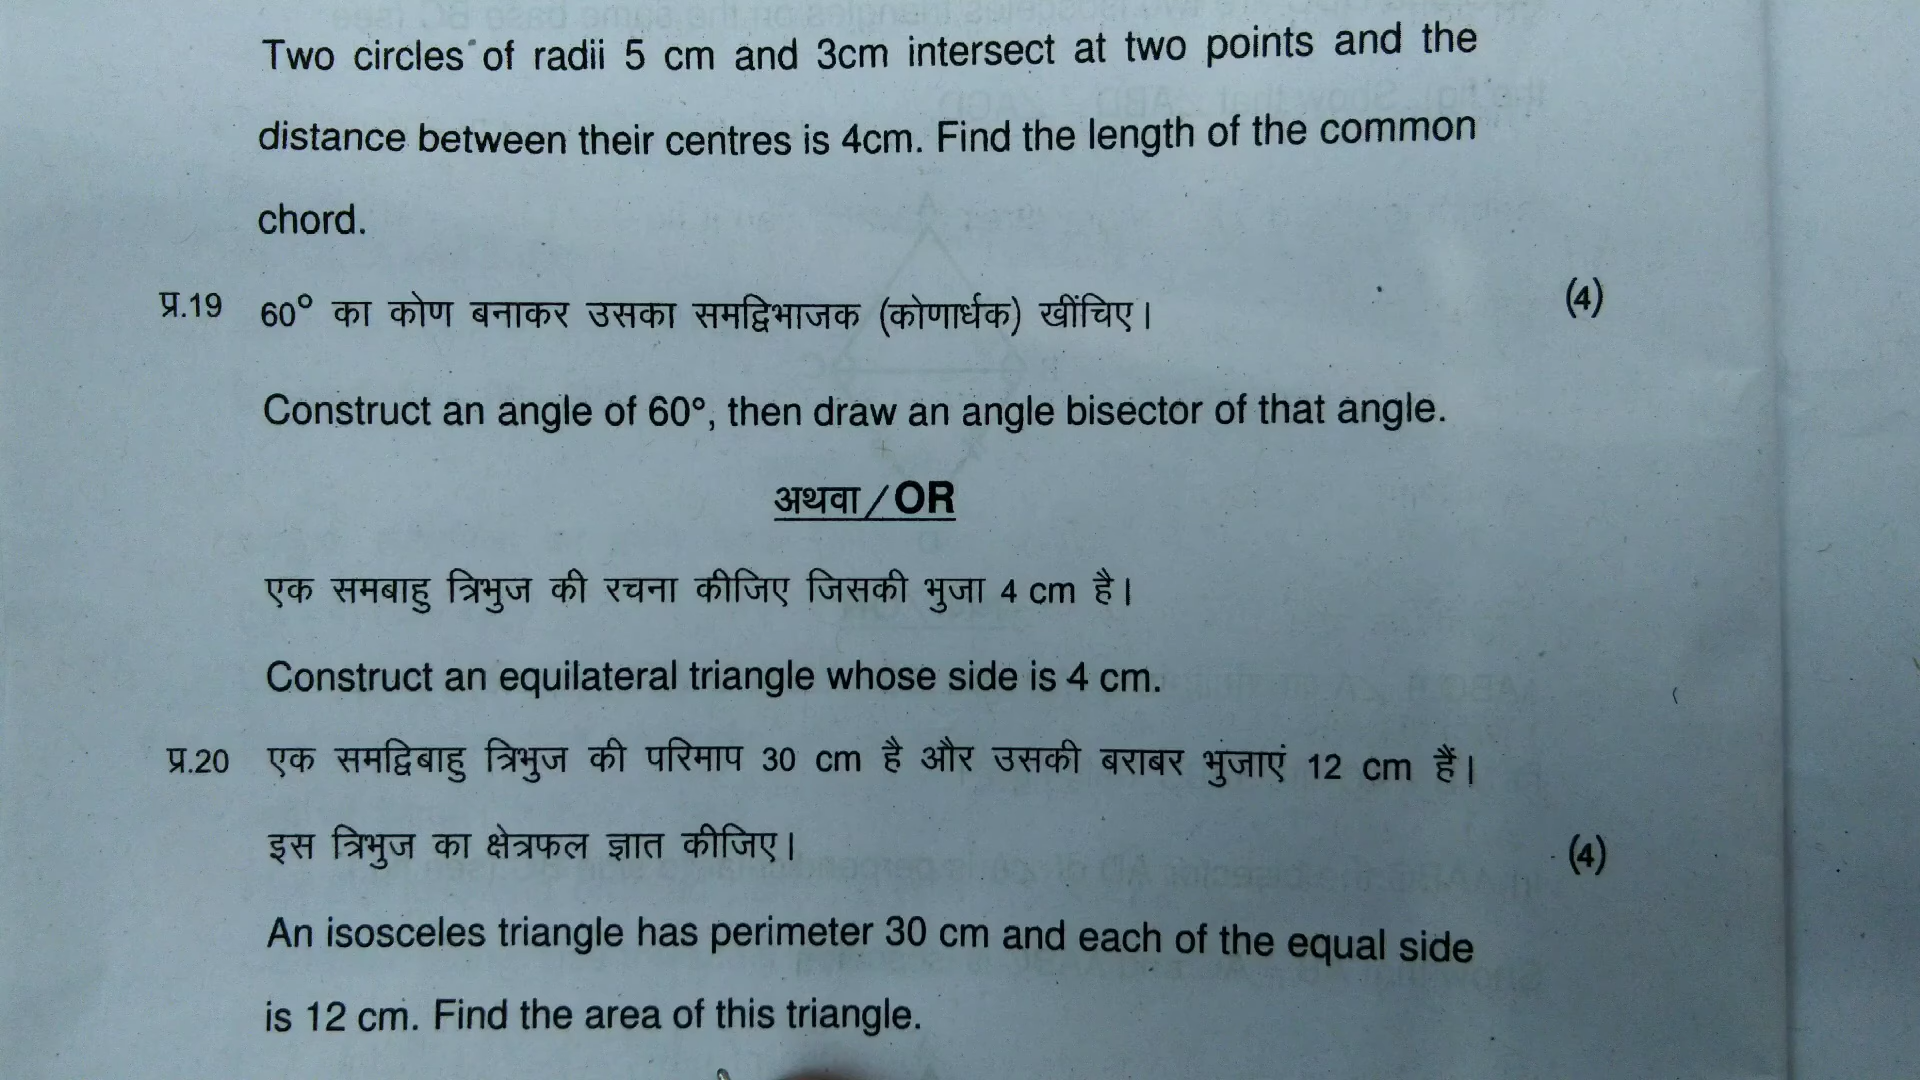 Two circles of radii 5 cm and 3cm intersect at two points and the
distance between their centres is 4cm. Find the length of the common
chord.
प्र.19 60° का कोण बनाकर उसका समद्विभाजक (कोणार्धक) खींचिए। (4)
Construct an angle of 60°, then draw an angle bisector of that angle.
अथवा / OR
एक समबाहु त्रिभुज की रचना कीजिए जिसकी भुजा 4 cm है।
Construct an equilateral triangle whose side is 4 cm.
प्र.20 एक समद्विबाहु त्रिभुज की परिमाप 30 cm है और उसकी बराबर भुजाएं 12 cm हैं।
इस त्रिभुज का क्षेत्रफल ज्ञात कीजिए। (4)
An isosceles triangle has perimeter 30 cm and each of the equal side
is 12 cm. Find the area of this triangle.